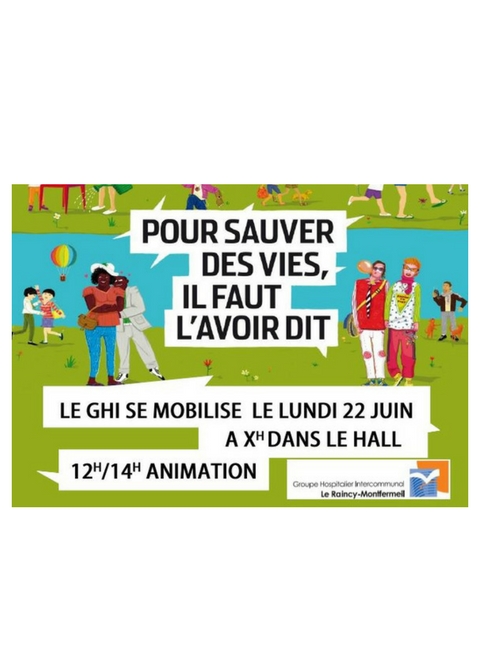 POUR SAUVER
DES VIES,
IL FAUT
L'AVOIR DIT
LE GHI SE MOBILISE LE LUNDI 22 JUIN
A XH DANS LE HALL
12H/14H ANIMATION
Groupe Hospitalier Intercommunal
Le Raincy-Montfermeil